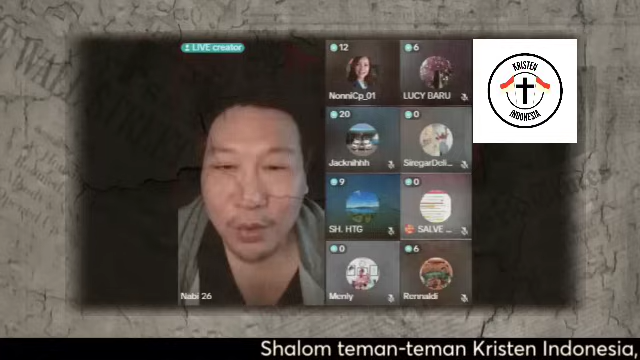 LIVE creator
12
6
NonniCp_01
LUCY BARU
20
0
Jacknihhh
SiregarDeli...
9
0
SH. HTG
SALVE ...
0
6
Nabi 26
Menly
Rennaldi
KRISTEN
INDONESIA
Shalom teman-teman Kristen Indonesia,